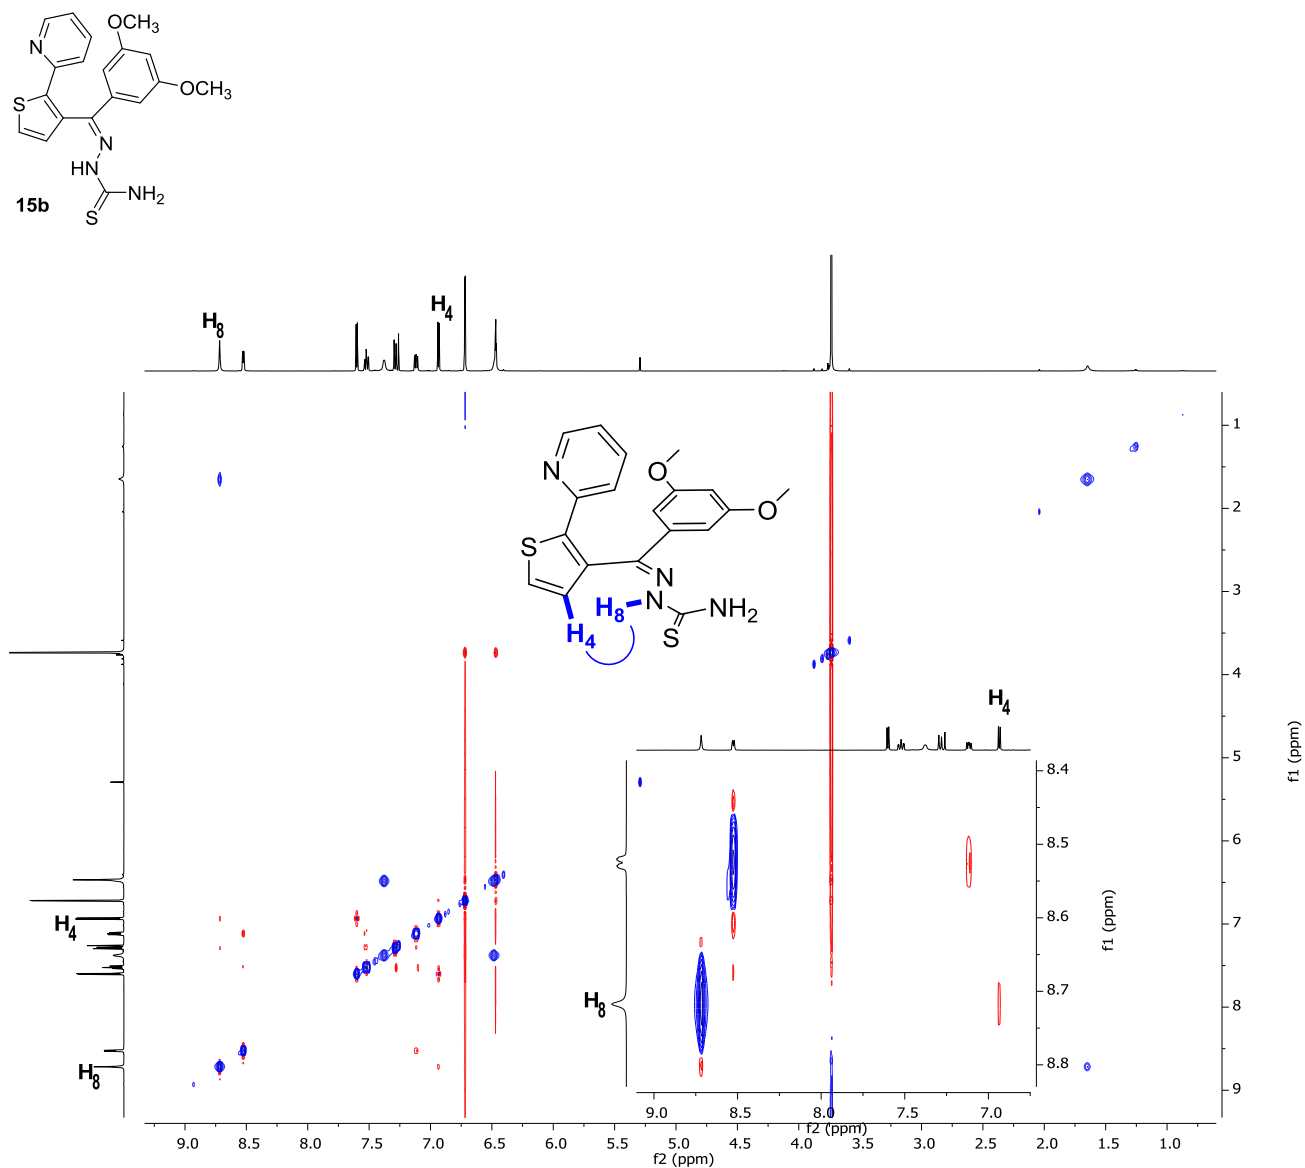 OCH3
N
OCH3
S
N
HN
NH2
S
15b
H8
H4
1
2
3
4
5
6
7
8
9
f1 (ppm)
N
O
O
S
N
H8
N
NH2
H4
S
H4
8.4
8.5
8.6
8.7
8.8
f1 (ppm)
H8
9.0 8.5 8.0 7.5 7.0
f2 (ppm)
H4
H8
9.0 8.5 8.0 7.5 7.0 6.5 6.0 5.5 5.0 4.5 4.0 3.5 3.0 2.5 2.0 1.5 1.0
f2 (ppm)